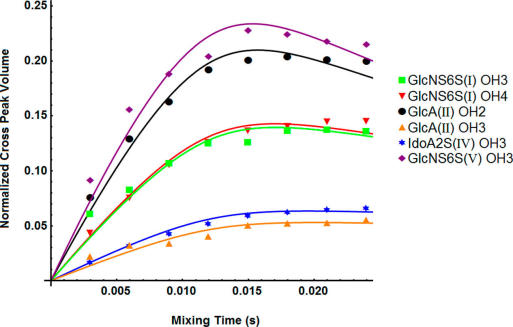 0.25
0.20
0.15
0.10
0.05
0.005
0.010
0.015
0.020
Normalized Cross Peak Volume
Mixing Time (s)
GlcNS6S(I) OH3
GlcNS6S(I) OH4
GlcA(II) OH2
GlcA(II) OH3
IdoA2S(IV) OH3
GlcNS6S(V) OH3